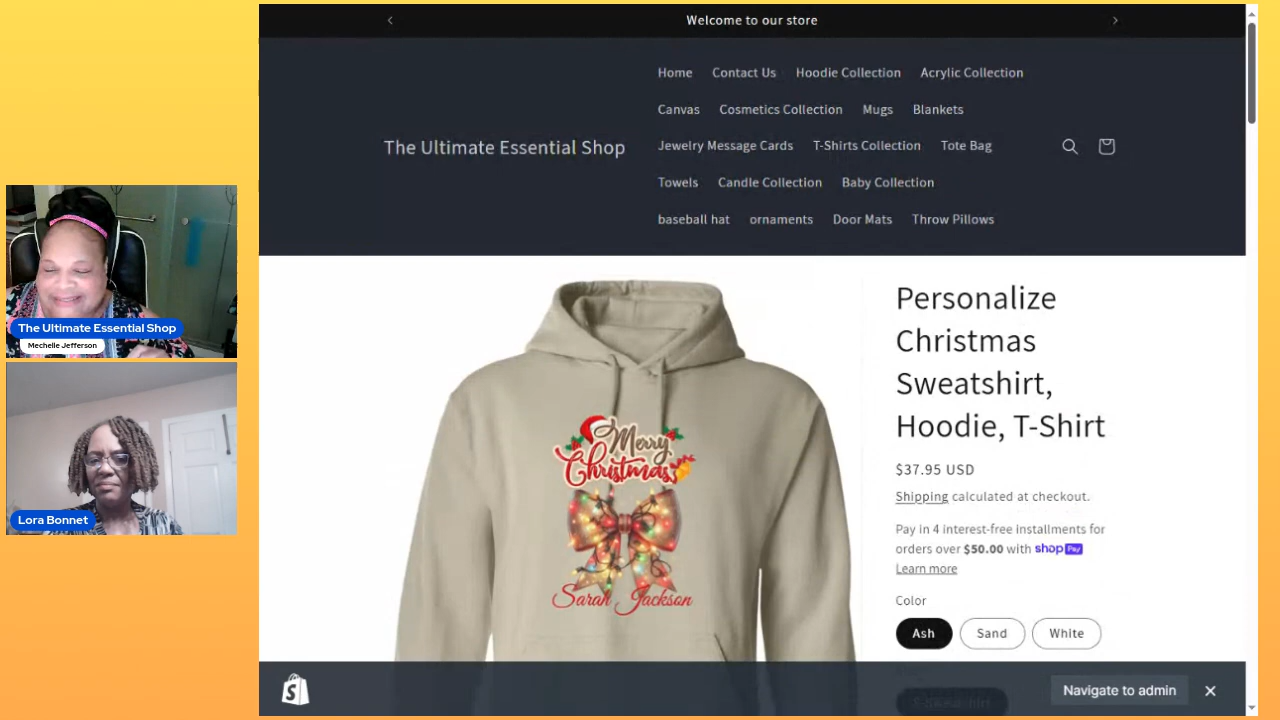 Welcome to our store
Home Contact Us Hoodie Collection Acrylic Collection
Canvas Cosmetics Collection Mugs Blankets
The Ultimate Essential Shop
Jewelry Message Cards T-Shirts Collection Tote Bag
Towels Candle Collection Baby Collection
baseball hat ornaments Door Mats Throw Pillows
The Ultimate Essential Shop
Mechelle Jefferson
Lora Bonnet
Merry
Christmas
Sarah Jackson
Personalize
Christmas
Sweatshirt,
Hoodie, T-Shirt
$37.95 USD
Shipping calculated at checkout.
Pay in 4 interest-free installments for
orders over $50.00 with shop Pay
Learn more
Color
Ash Sand White
S
Navigate to admin